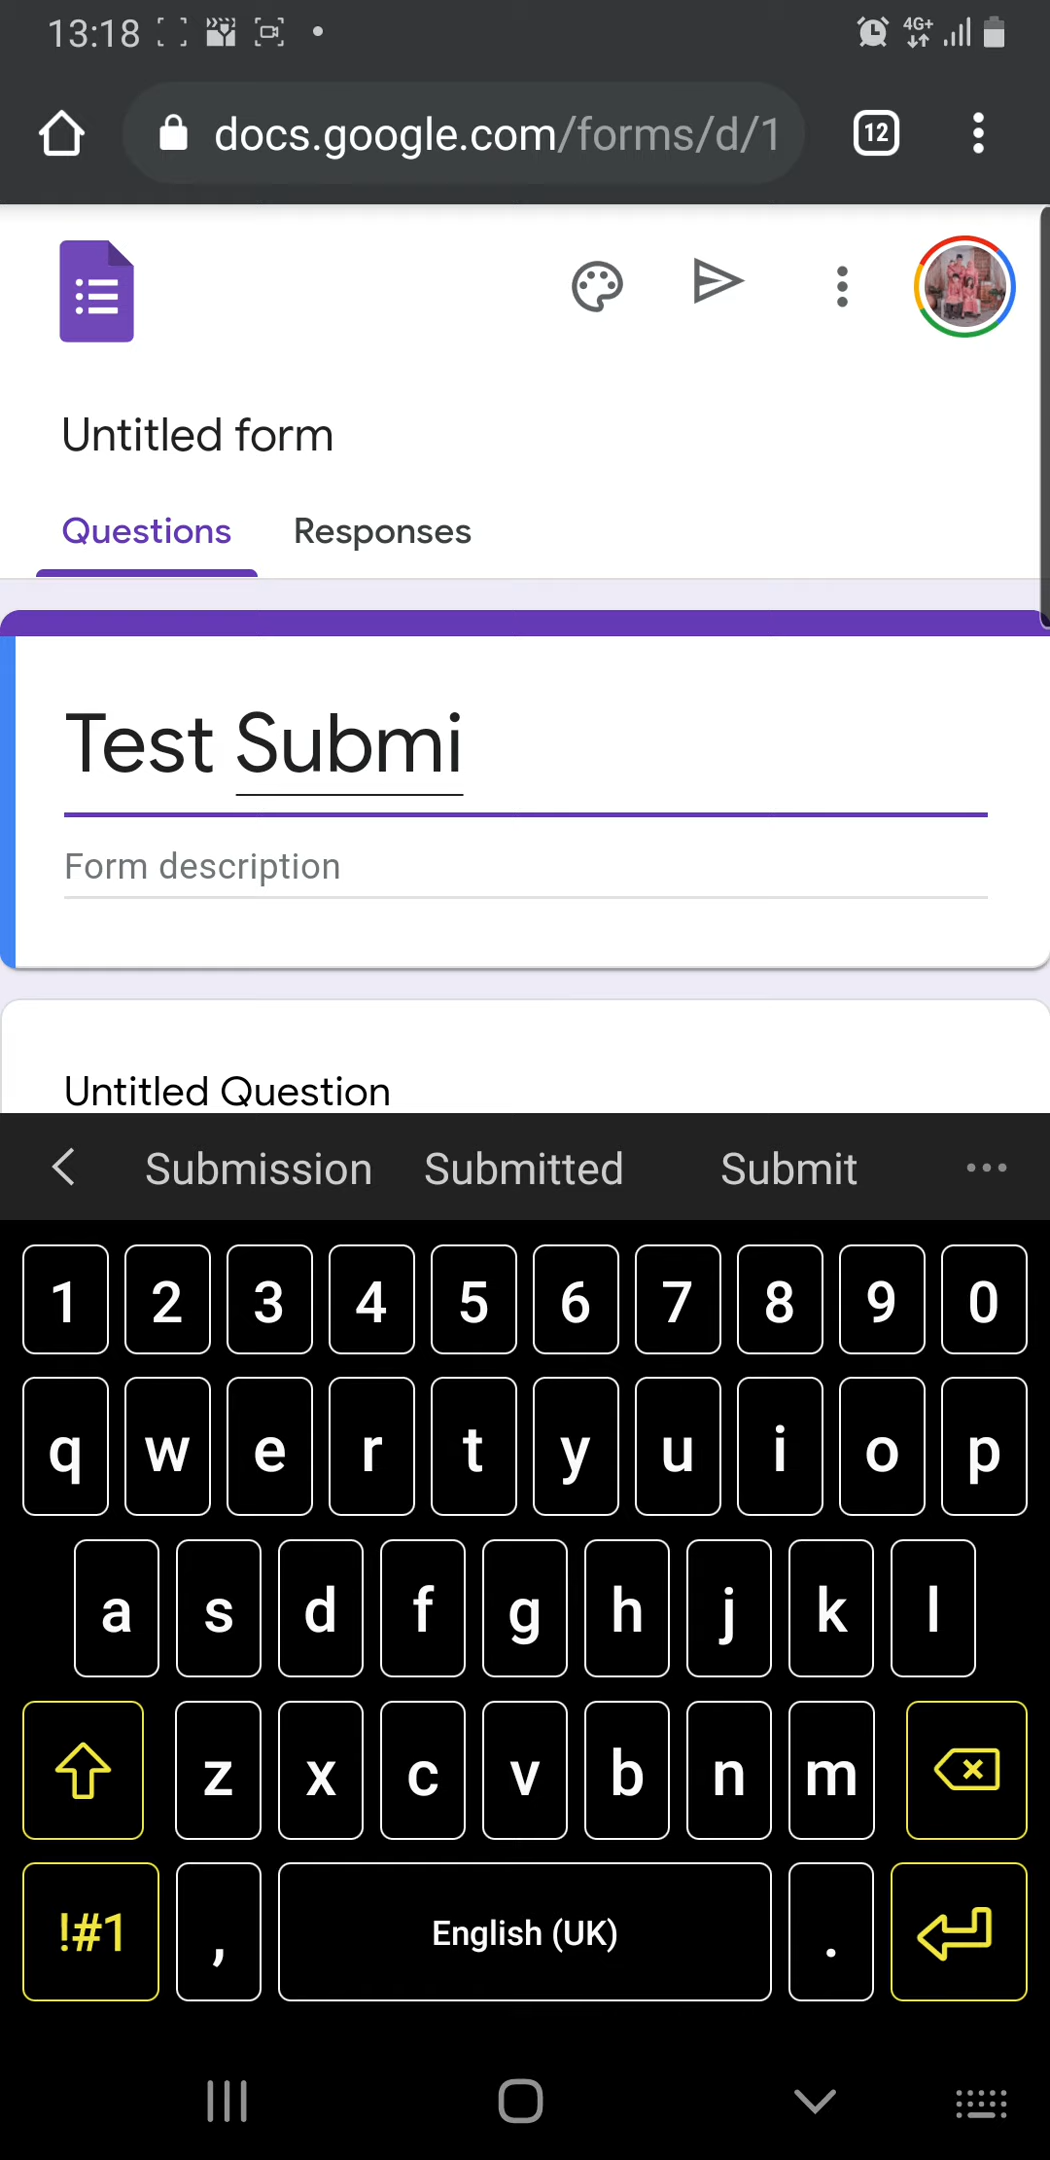 13:18 4G+
docs.google.com/forms/d/1 12
Untitled form
Questions Responses
Test Submi
Form description
Untitled Question
Submission Submitted Submit
1 2 3 4 5 6 7 8 9 0
q w e r t y u i o p
a s d f g h j k l
z x c v b n m
!#1 , English (UK) .